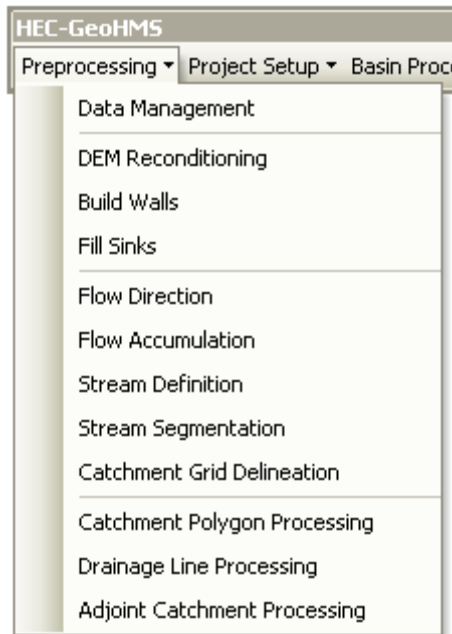 HEC-GeoHMS
Preprocessing Project Setup Basin
Data Management
DEM Reconditioning
Build Walls
Fill Sinks
Flow Direction
Flow Accumulation
Stream Definition
Stream Segmentation
Catchment Grid Delineation
Catchment Polygon Processing
Drainage Line Processing
Adjoint Catchment Processing